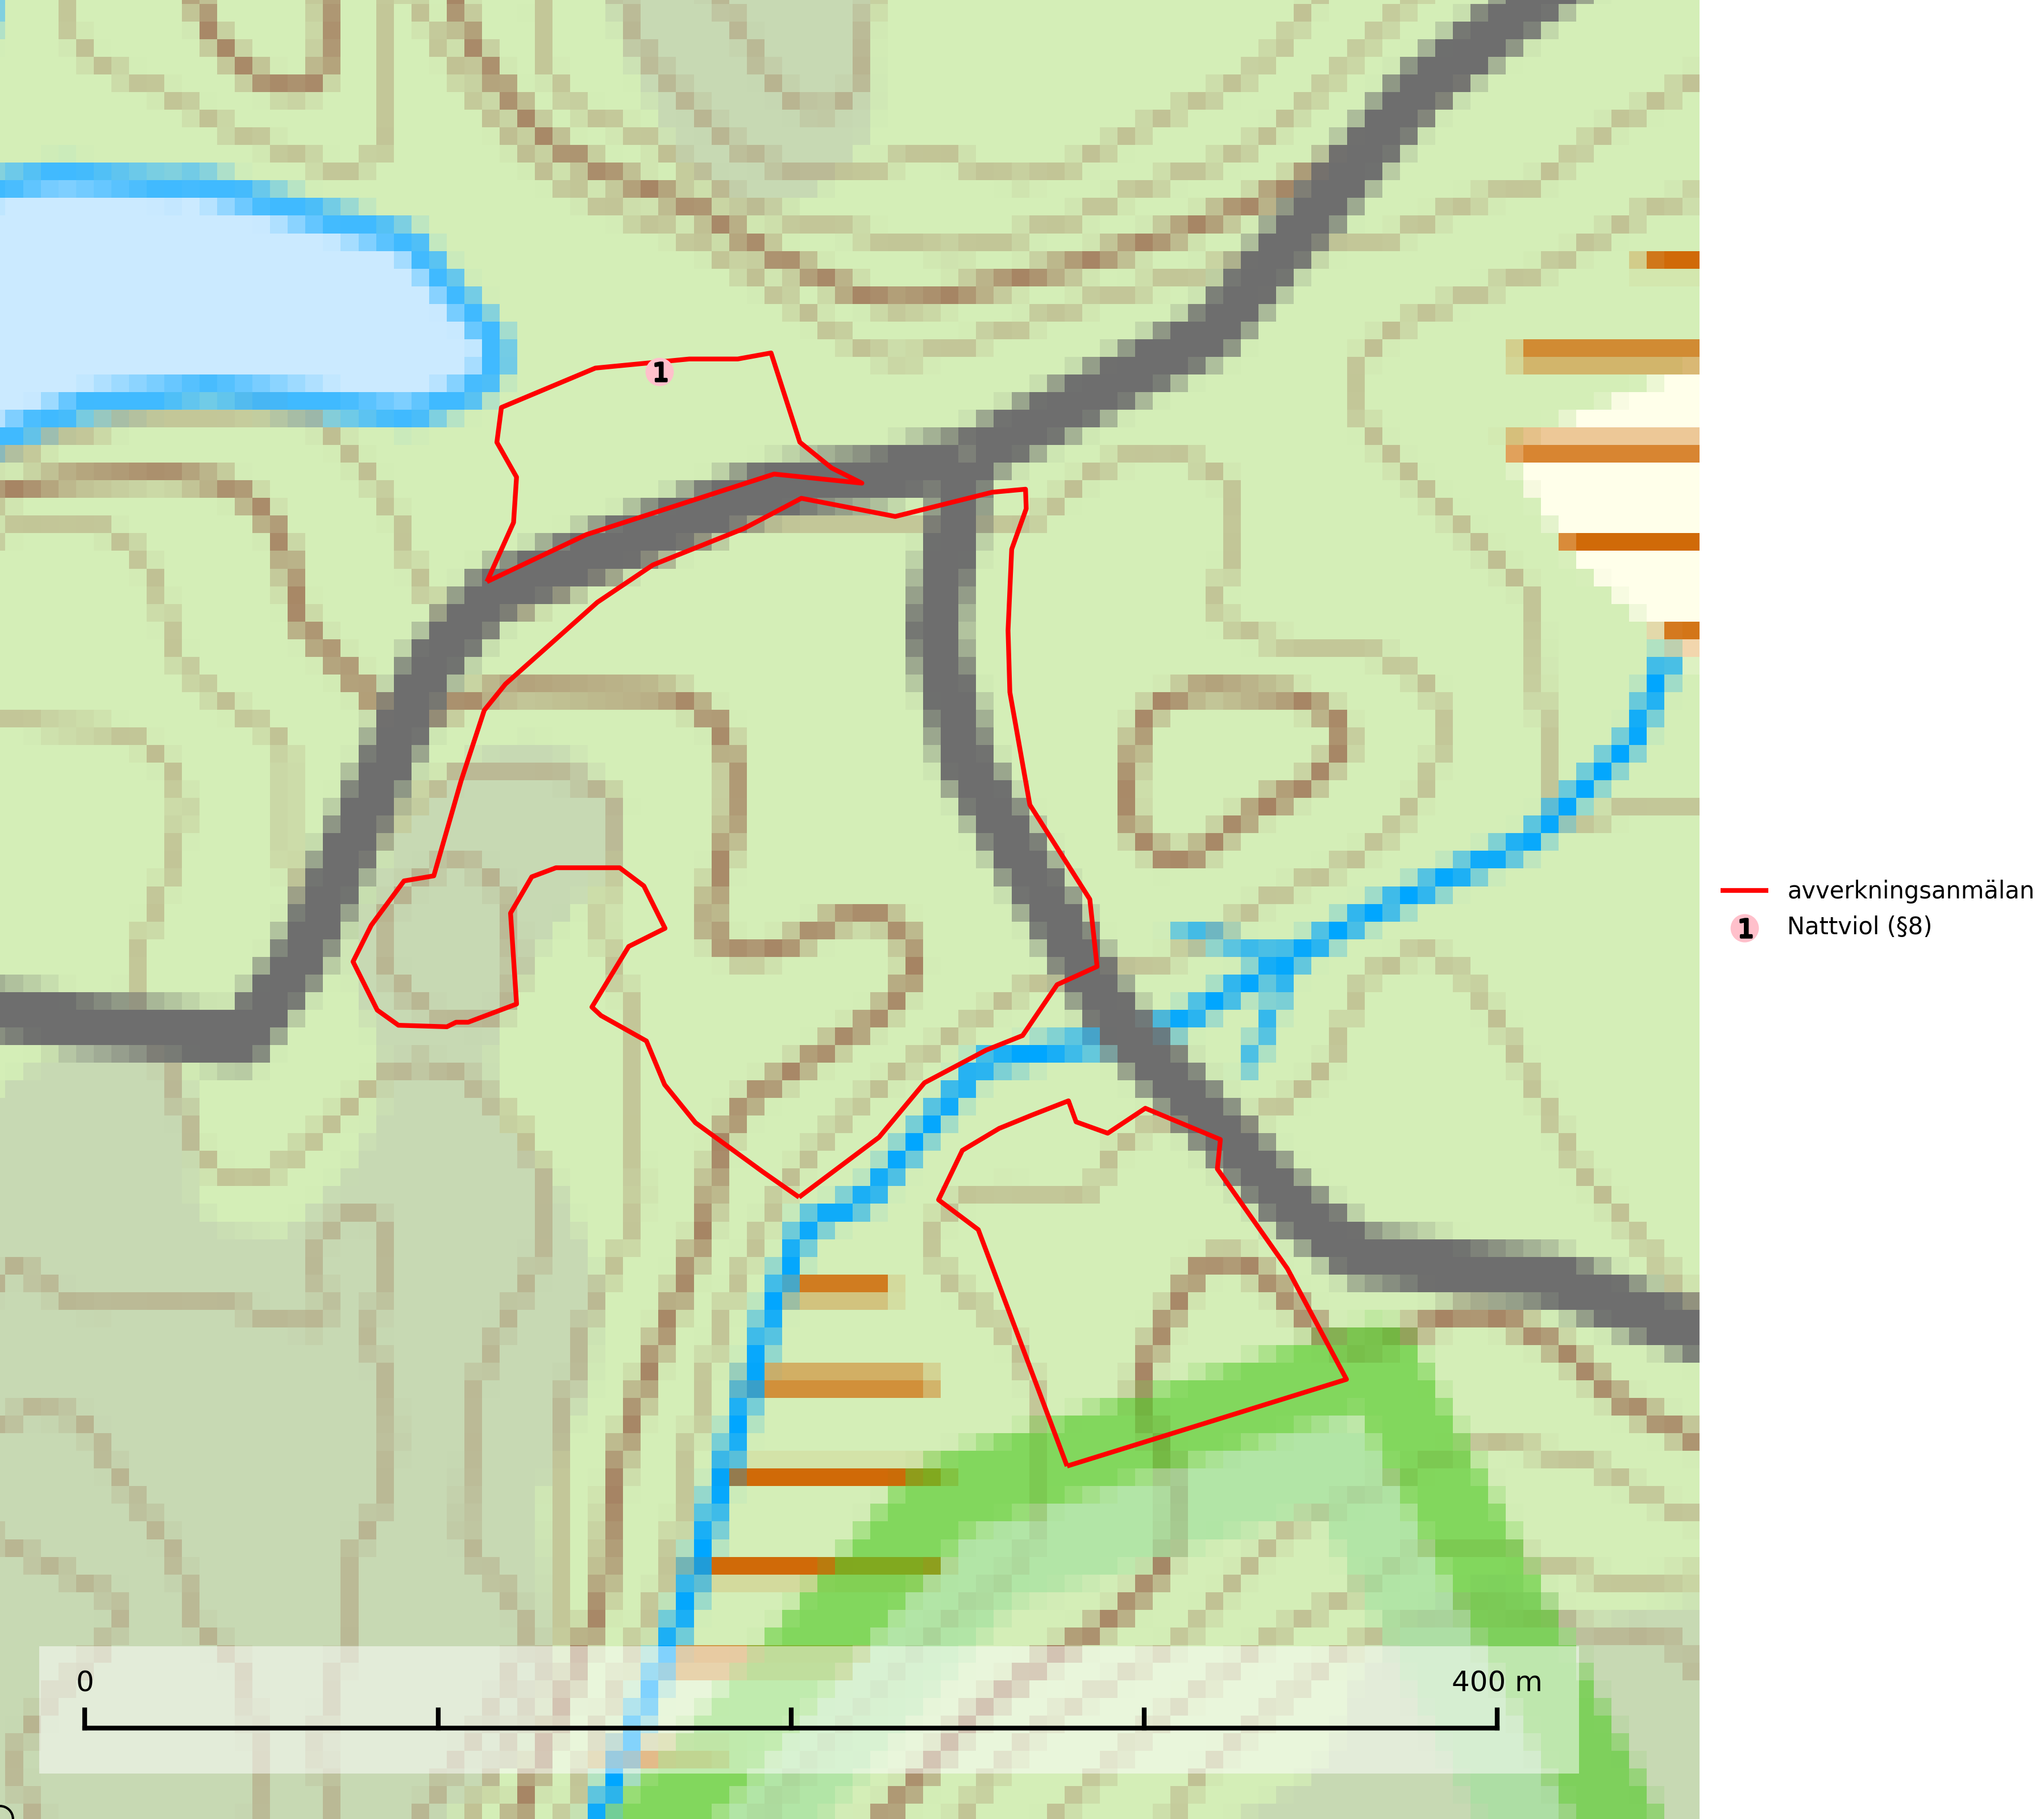 1
avverkningsanmälan
1 Nattviol (§8)
0 400 m